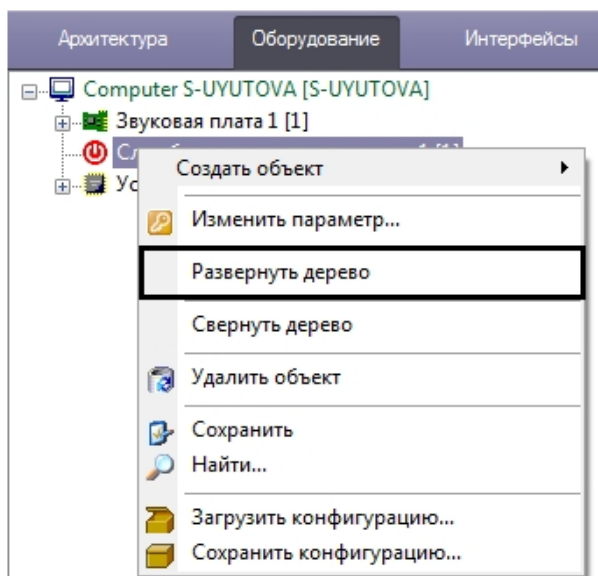 Архитектура Оборудование Интерфейсы
Computer S-UYUTOVA [S-UYUTOVA]
Звуковая плата 1 [1]
Создать объект
Изменить параметр...
Развернуть дерево
Свернуть дерево
Удалить объект
Сохранить
Найти...
Загрузить конфигурацию...
Сохранить конфигурацию...